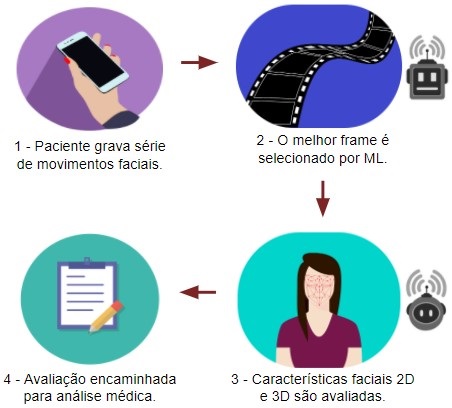 1 - Paciente grava série
de movimentos faciais.
2 - O melhor frame é
selecionado por ML.
3 - Características faciais 2D
e 3D são avaliadas.
4 - Avaliação encaminhada
para análise médica.